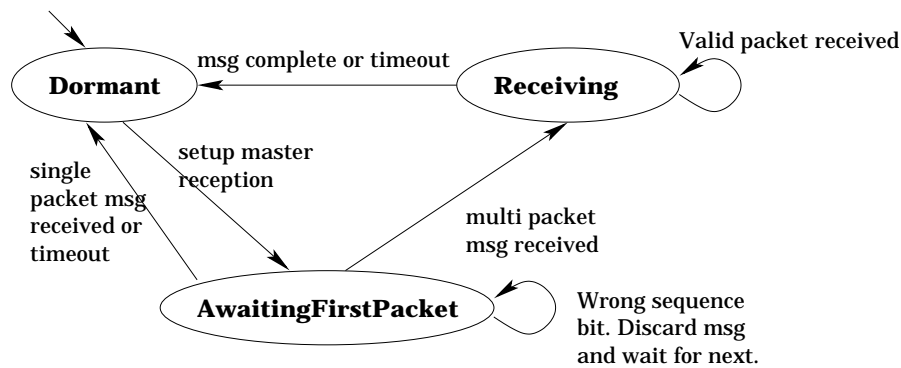 Valid packet received
msg complete or timeout
Dormant
Receiving
setup master
reception
single
packet msg
received or
timeout
multi packet
msg received
AwaitingFirstPacket
Wrong sequence
bit. Discard msg
and wait for next.